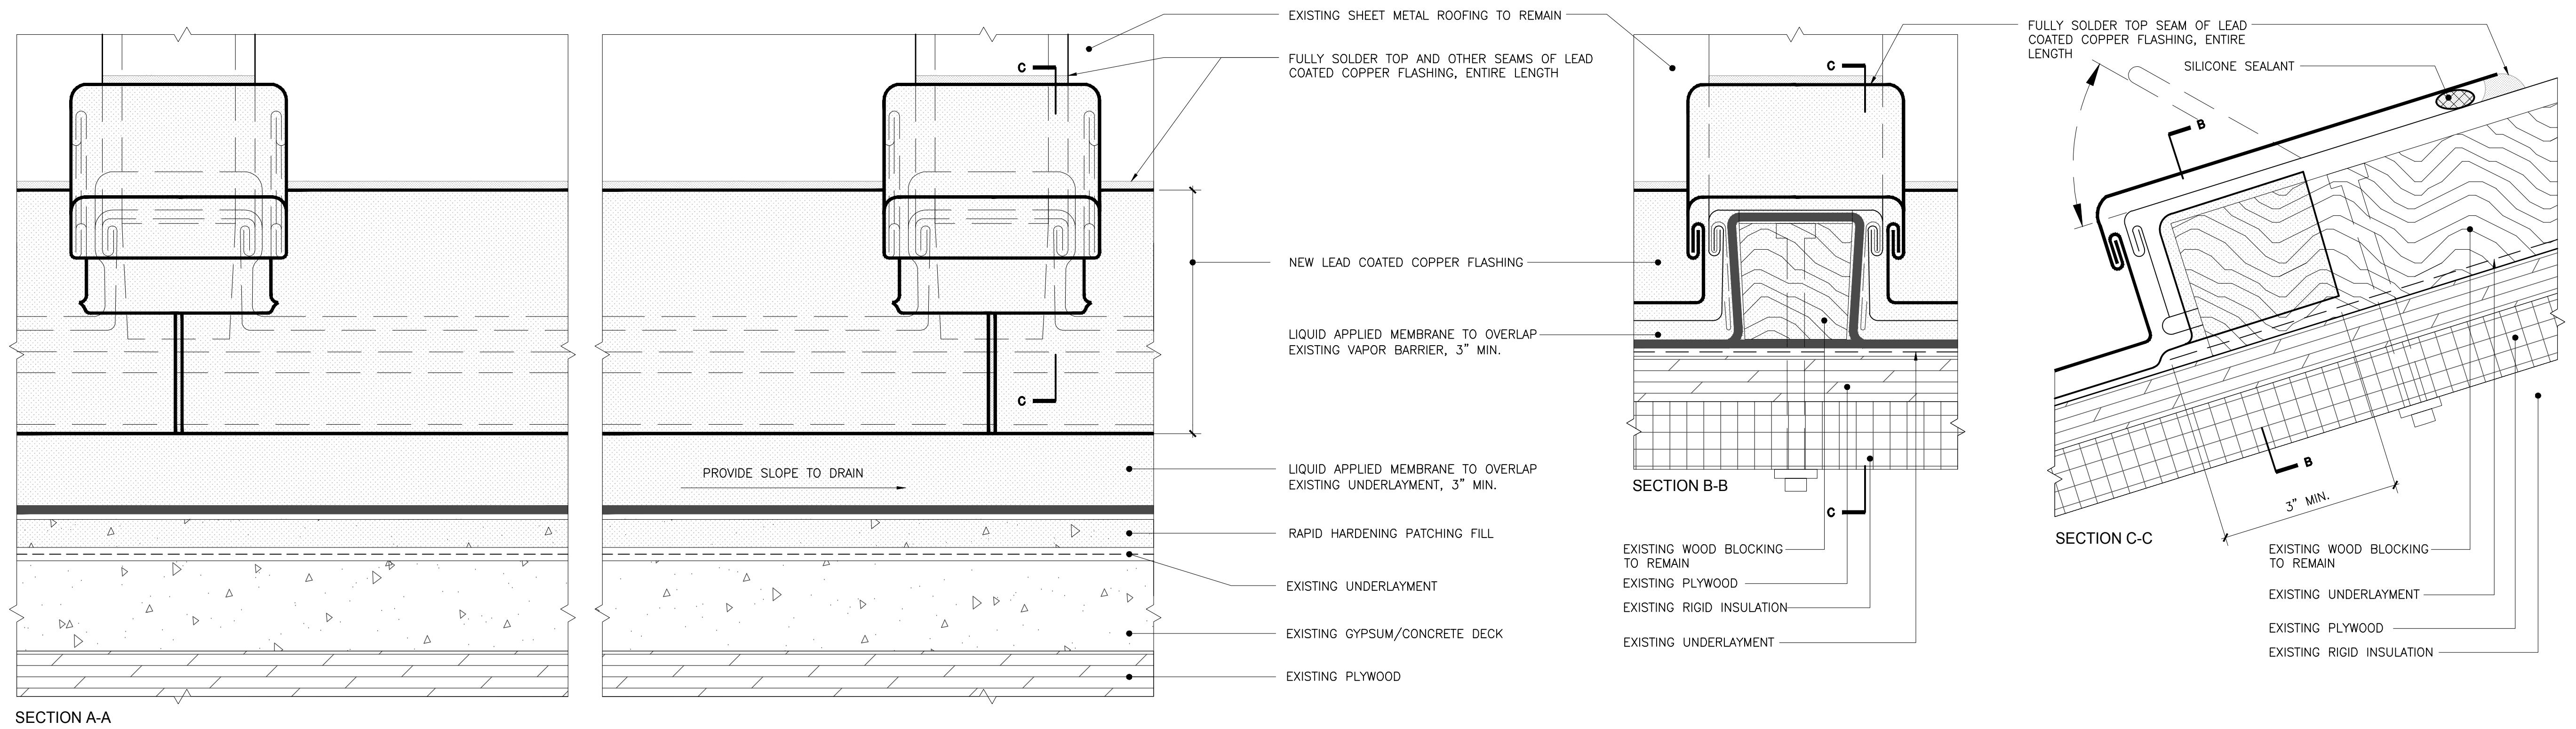 EXISTING SHEET METAL ROOFING TO REMAIN
FULLY SOLDER TOP AND OTHER SEAMS OF LEAD
COATED COPPER FLASHING, ENTIRE LENGTH
C
C
NEW LEAD COATED COPPER FLASHING
LIQUID APPLIED MEMBRANE TO OVERLAP
EXISTING VAPOR BARRIER, 3" MIN.
PROVIDE SLOPE TO DRAIN
LIQUID APPLIED MEMBRANE TO OVERLAP
EXISTING UNDERLAYMENT, 3" MIN.
RAPID HARDENING PATCHING FILL
EXISTING UNDERLAYMENT
EXISTING GYPSUM/CONCRETE DECK
EXISTING PLYWOOD
SECTION A-A
C
C
SECTION B-B
EXISTING WOOD BLOCKING
TO REMAIN
EXISTING PLYWOOD
EXISTING RIGID INSULATION
EXISTING UNDERLAYMENT
FULLY SOLDER TOP SEAM OF LEAD
COATED COPPER FLASHING, ENTIRE
LENGTH
SILICONE SEALANT
B
B
3" MIN.
SECTION C-C
EXISTING WOOD BLOCKING
TO REMAIN
EXISTING UNDERLAYMENT
EXISTING PLYWOOD
EXISTING RIGID INSULATION